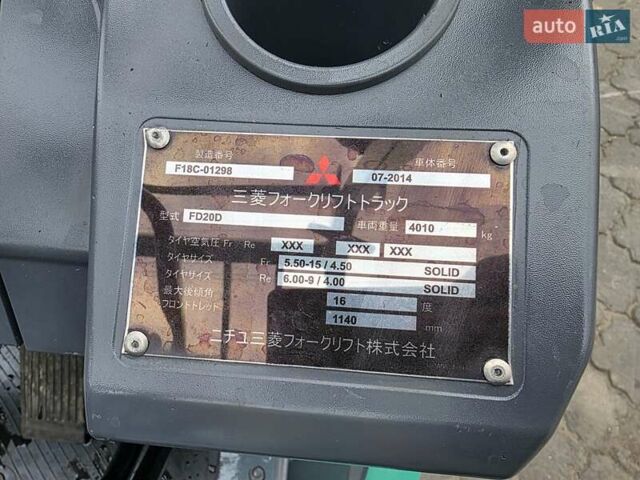 auto RIA.com
製造番号 車体番号
F18C-01298 07-2014
三菱フォークリフトトラック
型式 FD20D 車両重量 4010 kg
タイヤ空気圧 Fr Re XXX XXX XXX
タイヤサイズ Fr 5.50-15 / 4.50 SOLID
タイヤサイズ Re 6.00-9 / 4.00 SOLID
最大後傾角 16 度
フロントトレッド 1140 mm
ニチユ三菱フォークリフト株式会社